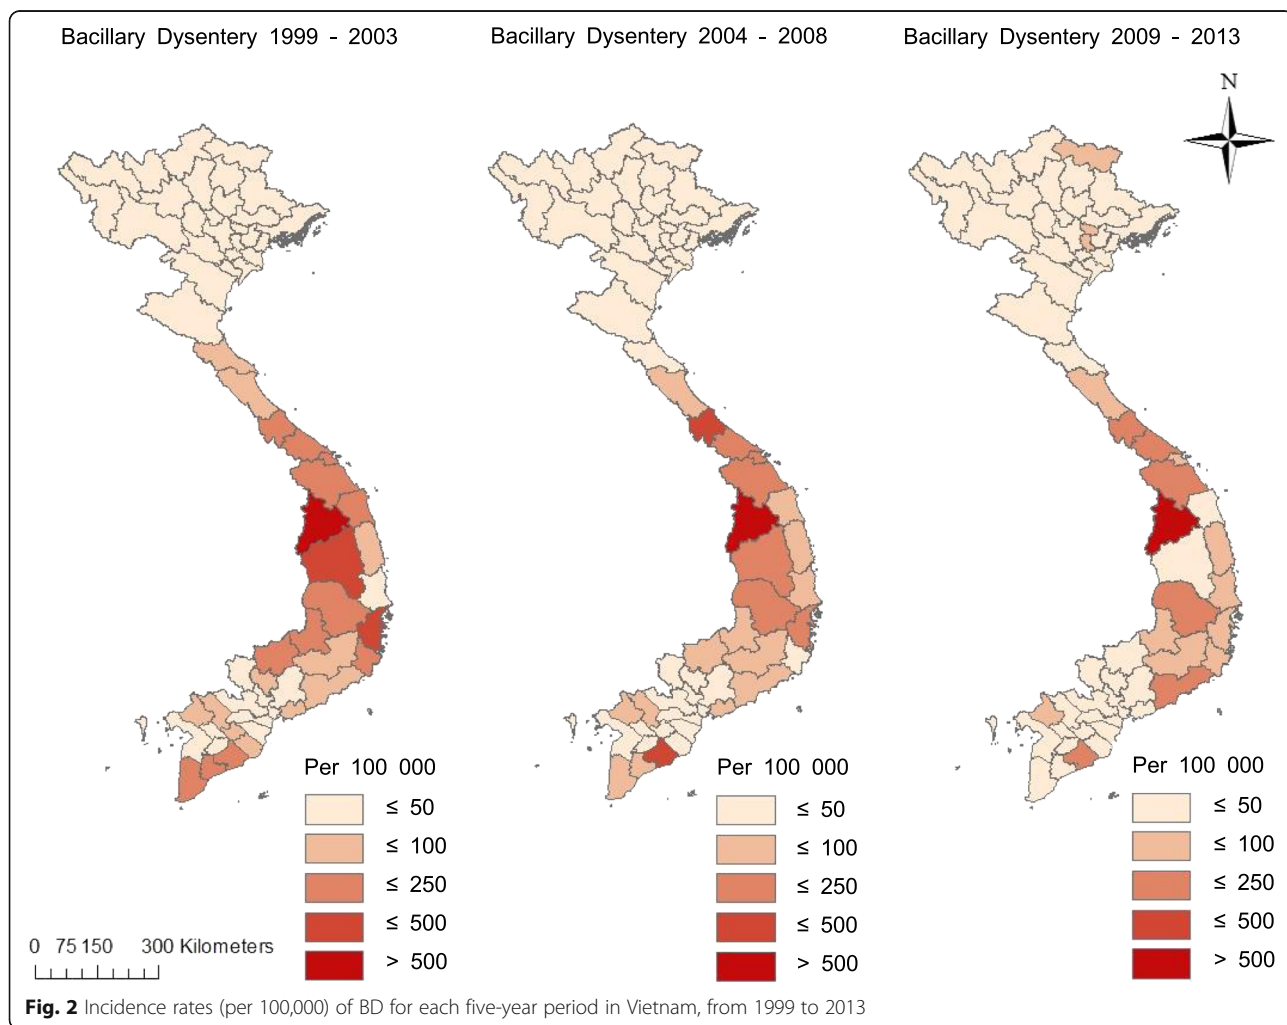 Bacillary Dysentery 1999 - 2003
Bacillary Dysentery 2004 - 2008
Bacillary Dysentery 2009 - 2013
N
Per 100 000
≤ 50
≤ 100
≤ 250
≤ 500
> 500
Per 100 000
≤ 50
≤ 100
≤ 250
≤ 500
> 500
Per 100 000
≤ 50
≤ 100
≤ 250
≤ 500
> 500
0 75 150 300 Kilometers
Fig. 2 Incidence rates (per 100,000) of BD for each five-year period in Vietnam, from 1999 to 2013